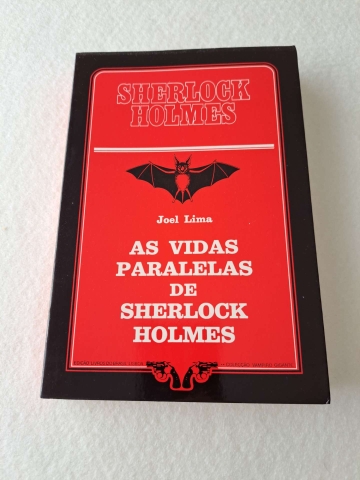 SHERLOCK
HOLMES
Joel Lima
AS VIDAS
PARALELAS
DE
SHERLOCK
HOLMES